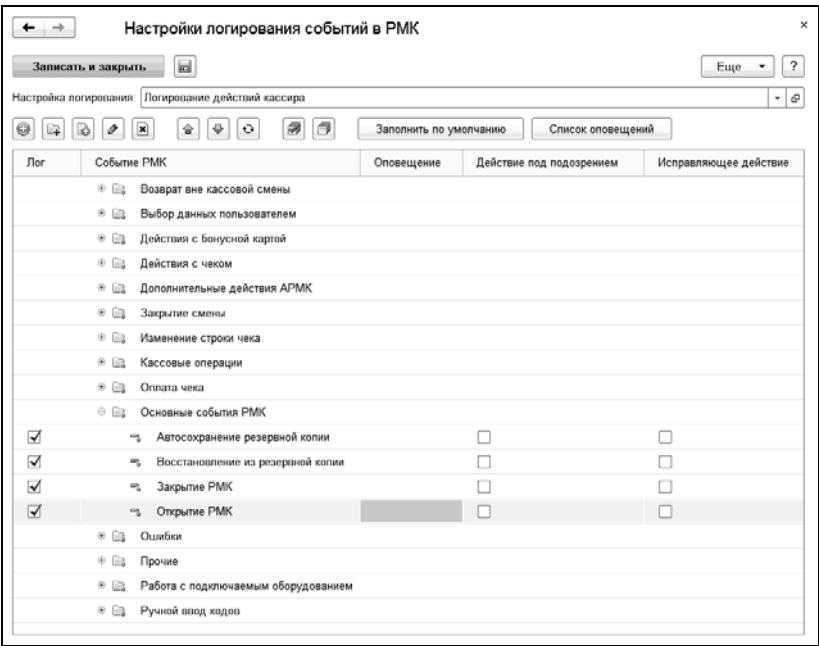 Настройки логирования событий в РМК
Записать и закрыть
Еще
?
Настройка логирования: Логирование действий кассира
Заполнить по умолчанию
Список оповещений
Лог Событие РМК Оповещение Действие под подозрением Исправляющее действие
Возврат вне кассовой смены
Выбор данных пользователем
Действия с бонусной картой
Действия с чеком
Дополнительные действия АРМК
Закрытие смены
Изменение строки чека
Кассовые операции
Оплата чека
Основные события РМК
Автосохранение резервной копии
Восстановление из резервной копии
Закрытие РМК
Открытие РМК
Ошибки
Прочие
Работа с подключаемым оборудованием
Ручной ввод кодов